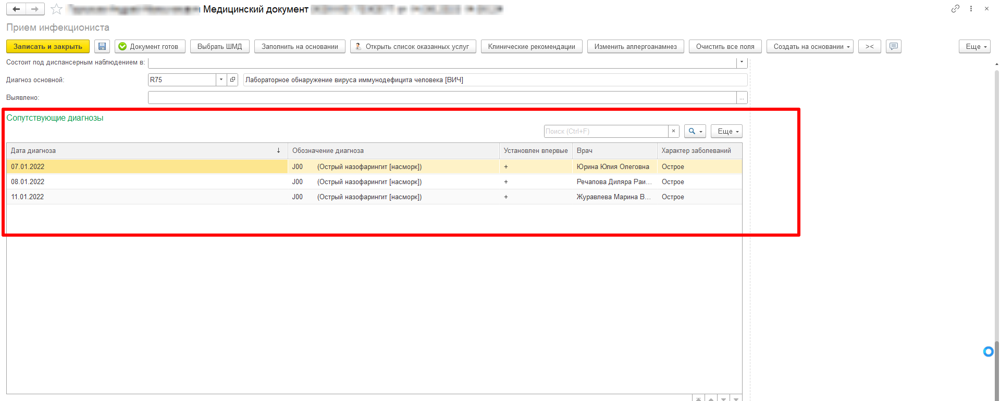 Медицинский документ
Прием инфекциониста
Записать и закрыть Документ готов Выбрать ШМД Заполнить на основании Открыть список оказанных услуг Клинические рекомендации Изменить аллергоанамнез Очистить все поля Создать на основании >< Еще
Состоит под диспансерным наблюдением в:
Диагноз основной: R75 Лабораторное обнаружение вируса иммунодефицита человека [ВИЧ]
Выявлено: ...
Сопутствующие диагнозы
Поиск (Ctrl+F) × Еще
Дата диагноза ↓ Обозначение диагноза Установлен впервые Врач Характер заболеваний
07.01.2022 J00 (Острый назофарингит [насморк]) + Юрина Юлия Олеговна Острое
08.01.2022 J00 (Острый назофарингит [насморк]) + Речапова Диляра Раи... Острое
11.01.2022 J00 (Острый назофарингит [насморк]) + Журавлева Марина В... Острое